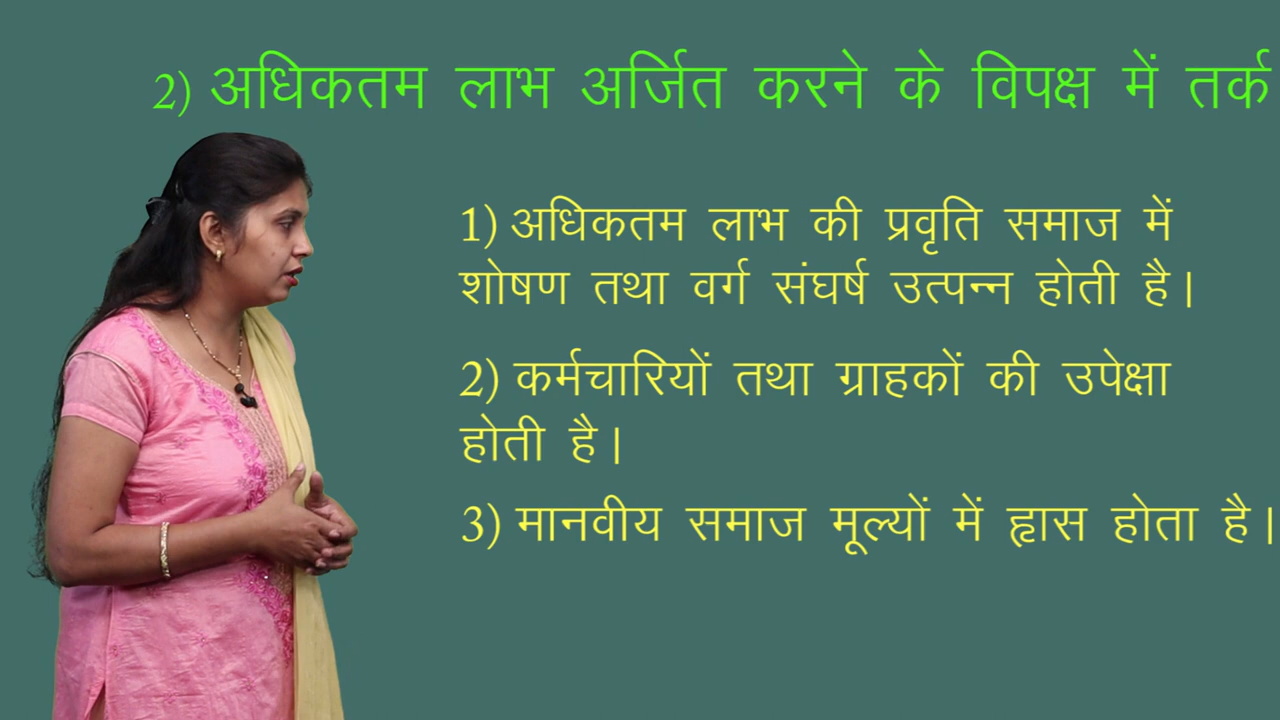 2) अधिकतम लाभ अर्जित करने के विपक्ष में तर्क
1) अधिकतम लाभ की प्रवृति समाज में
शोषण तथा वर्ग संघर्ष उत्पन्न होती है।
2) कर्मचारियों तथा ग्राहकों की उपेक्षा
होती है।
3) मानवीय समाज मूल्यों में हृास होता है।